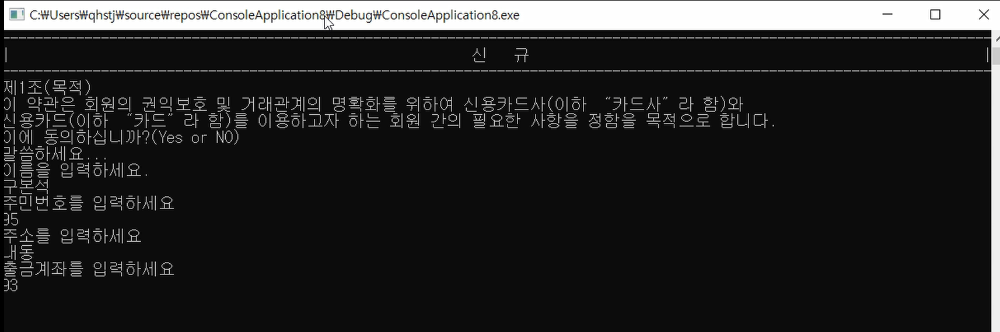 C:₩Users₩qhstj₩source₩repos₩ConsoleApplication8₩Debug₩ConsoleApplication8.exe
신 규
제1조(목적)
이 약관은 회원의 권익보호 및 거래관계의 명확화를 위하여 신용카드사(이하 “카드사” 라 함)와
신용카드(이하 “카드” 라 함)를 이용하고자 하는 회원 간의 필요한 사항을 정함을 목적으로 합니다.
이에 동의하십니까?(Yes or NO)
말씀하세요...
이름을 입력하세요.
구본석
주민번호를 입력하세요
95
주소를 입력하세요
내동
출금계좌를 입력하세요
93